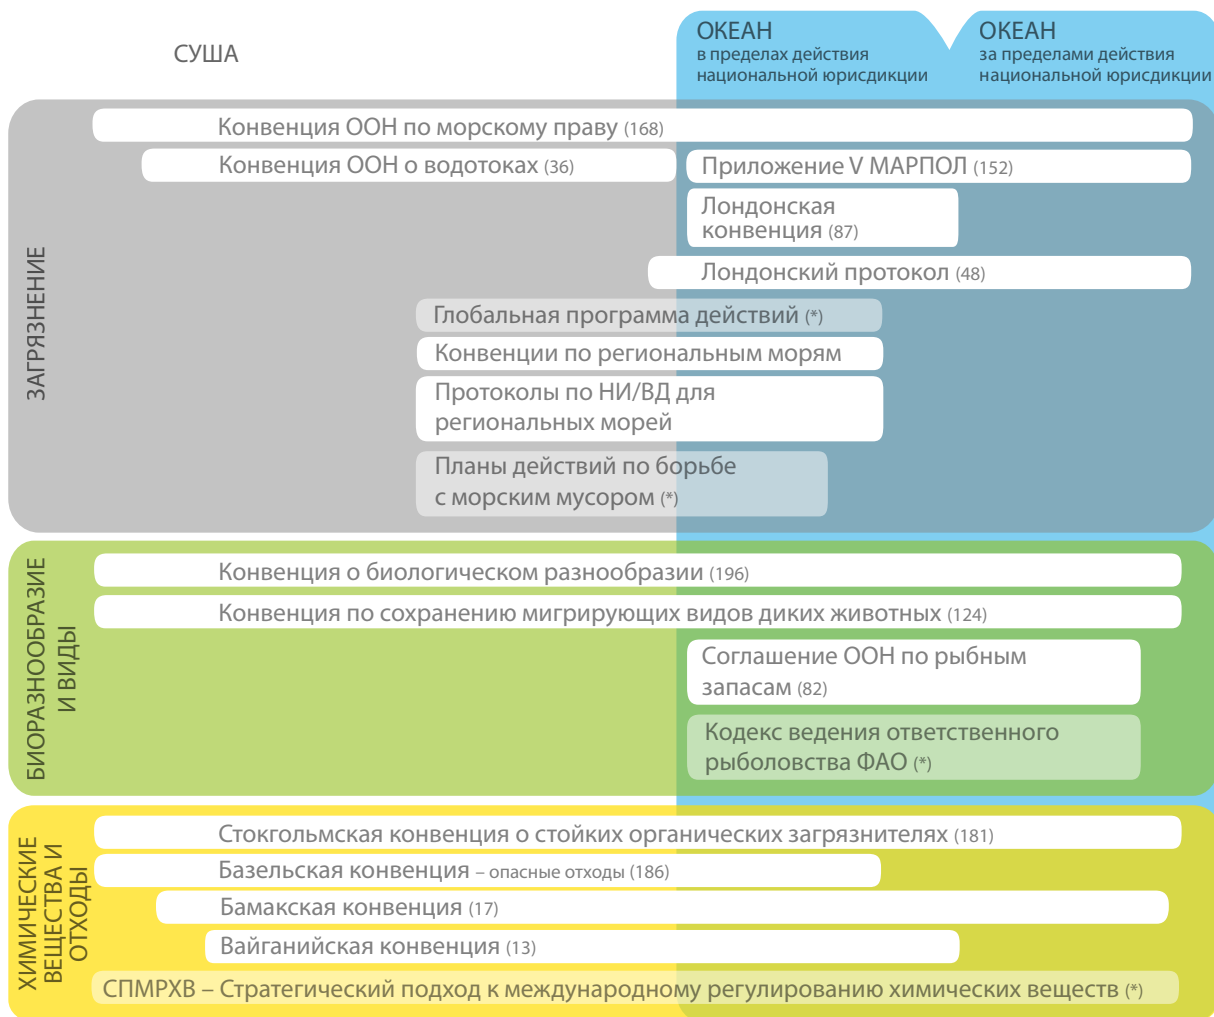 СУША
ОКЕАН
в пределах действия
национальной юрисдикции
ОКЕАН
за пределами действия
национальной юрисдикции
ЗАГРЯЗНЕНИЕ
Конвенция ООН по морскому праву (168)
Конвенция ООН о водотоках (36)
Приложение V МАРПОЛ (152)
Лондонская
конвенция (87)
Лондонский протокол (48)
Глобальная программа действий (*)
Конвенции по региональным морям
Протоколы по НИ/ВД для
региональных морей
Планы действий по борьбе
с морским мусором (*)
БИОРАЗНООБРАЗИЕ
И ВИДЫ
Конвенция о биологическом разнообразии (196)
Конвенция по сохранению мигрирующих видов диких животных (124)
Соглашение ООН по рыбным
запасам (82)
Кодекс ведения ответственного
рыболовства ФАО (*)
ХИМИЧЕСКИЕ
ВЕЩЕСТВА И
ОТХОДЫ
Стокгольмская конвенция о стойких органических загрязнителях (181)
Базельская конвенция – опасные отходы (186)
Бамакская конвенция (17)
Вайганийская конвенция (13)
СПМРХВ – Стратегический подход к международному регулированию химических веществ (*)